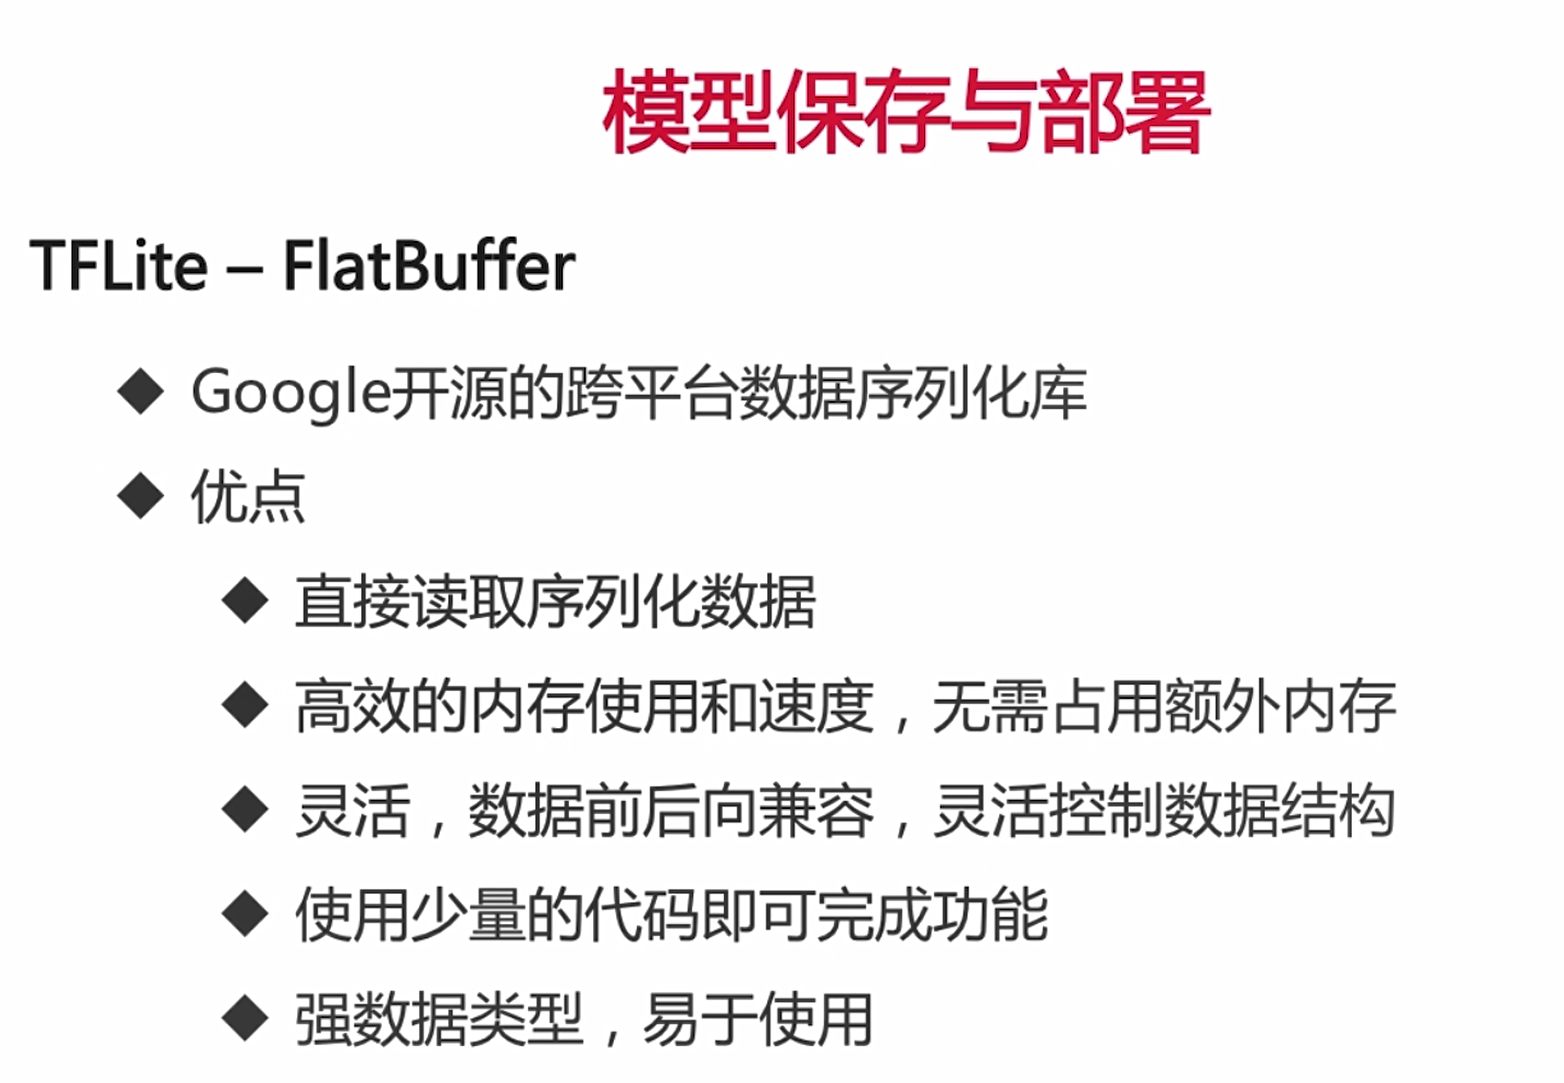 模型保存与部署
TFLite – FlatBuffer
Google开源的跨平台数据序列化库
优点
直接读取序列化数据
高效的内存使用和速度，无需占用额外内存
灵活，数据前后向兼容，灵活控制数据结构
使用少量的代码即可完成功能
强数据类型，易于使用